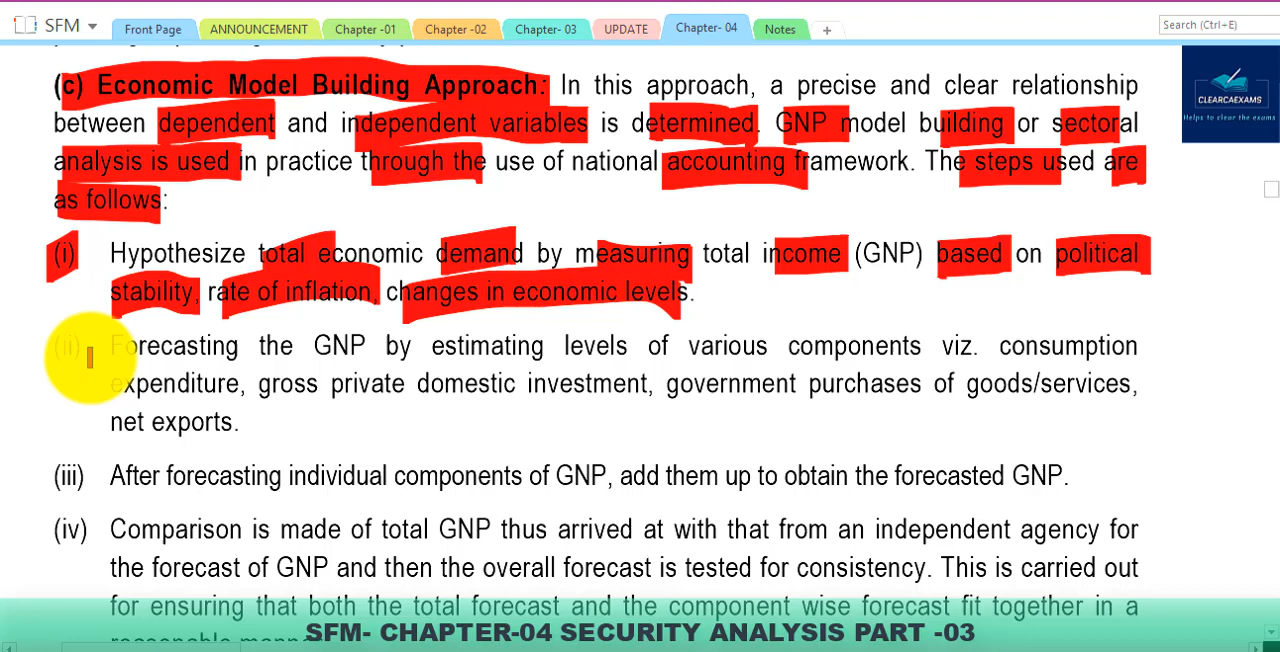 SFM
Front Page
ANNOUNCEMENT
Chapter -01
Chapter -02
Chapter- 03
UPDATE
Chapter- 04
Notes
+
Search (Ctrl+E)
(c) Economic Model Building Approach: In this approach, a precise and clear relationship
between dependent and independent variables is determined. GNP model building or sectoral
analysis is used in practice through the use of national accounting framework. The steps used are
as follows:
(i) Hypothesize total economic demand by measuring total income (GNP) based on political
stability, rate of inflation, changes in economic levels.
(ii) Forecasting the GNP by estimating levels of various components viz. consumption
expenditure, gross private domestic investment, government purchases of goods/services,
net exports.
(iii) After forecasting individual components of GNP, add them up to obtain the forecasted GNP.
(iv) Comparison is made of total GNP thus arrived at with that from an independent agency for
the forecast of GNP and then the overall forecast is tested for consistency. This is carried out
for ensuring that both the total forecast and the component wise forecast fit together in a
reasonable
CLEARCAEXAMS
Helps to clear the exams
SFM- CHAPTER-04 SECURITY ANALYSIS PART -03